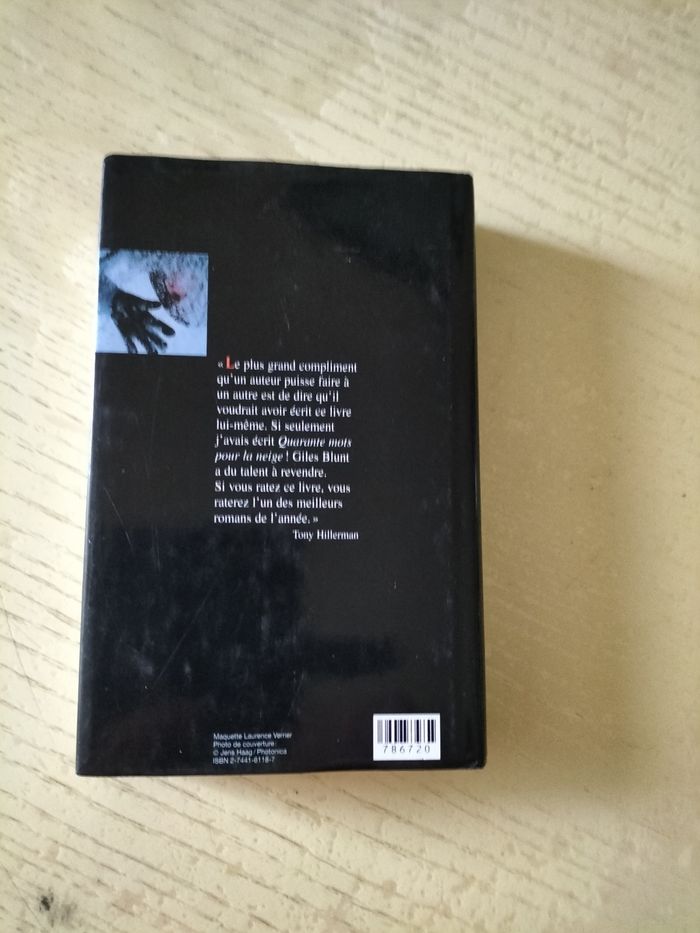 « Le plus grand compliment
qu'un auteur puisse faire à
un autre est de dire qu'il
voudrait avoir écrit ce livre
lui-même. Si seulement
j'avais écrit Quarante mots
pour la neige ! Giles Blunt
a du talent à revendre.
Si vous ratez ce livre, vous
raterez l'un des meilleurs
romans de l'année. »
Tony Hillerman
Maquette Laurence Verrier
Photo de couverture :
© Jens Haag / Photonica
ISBN 2-7441-6118-7
786720